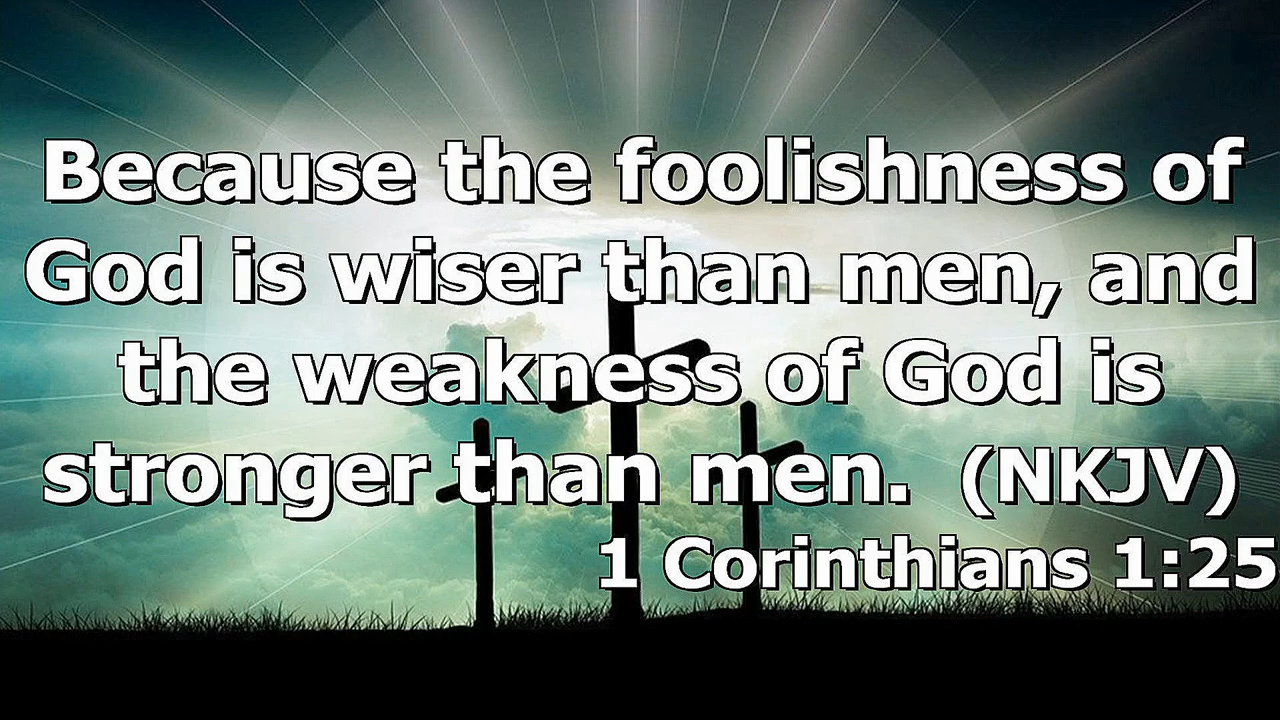 Because the foolishness of
God is wiser than men, and
the weakness of God is
stronger than men.  (NKJV)
1 Corinthians 1:25